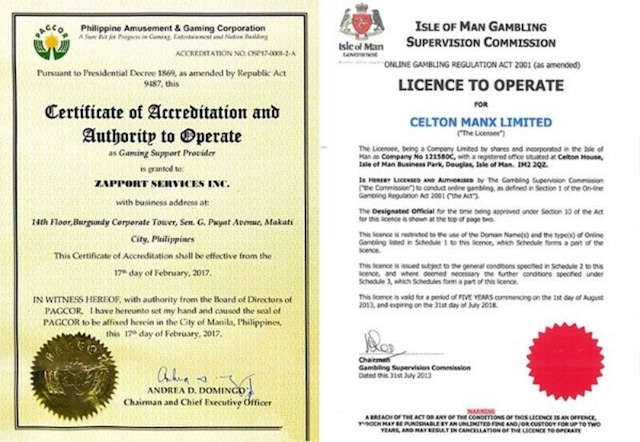 PAGCOR
Philippine Amusement & Gaming Corporation
A Sure Bet for Progress in Gaming, Entertainment and Nation Building
ACCREDITATION NO. OSP17-0001-2-A
Pursuant to Presidential Decree 1869, as amended by Republic Act
9487, this
Certificate of Accreditation and
Authority to Operate
as Gaming Support Provider
is granted to:
ZAPPORT SERVICES INC.
with business address at:
14th Floor,Burgundy Corporate Tower, Sen. G. Puyat Avenue, Makati
City, Philippines
This Certificate of Accreditation shall be effective from the
17th day of February, 2017.
IN WITNESS HEREOF, with authority from the Board of Directors of
PAGCOR, I have hereunto set my hand and caused the seal of
PAGCOR to be affixed herein in the City of Manila, Philippines,
this 17th day of February, 2017.
PAGCOR
ANDREA D. DOMINGO
Chairman and Chief Executive Officer
Isle of Man
Government
ISLE OF MAN GAMBLING
SUPERVISION COMMISSION
ONLINE GAMBLING REGULATION ACT 2001 (as amended)
LICENCE TO OPERATE
FOR
CELTON MANX LIMITED
("The Licensee")
The Licensee, being a Company Limited by shares and incorporated in the Isle of
Man as Company No 121580C, with a registered office situated at Celton House,
Isle of Man Business Park, Douglas, Isle of Man. IM2 2QZ.
IS HEREBY LICENSED AND AUTHORISED by The Gambling Supervision Commission
("the Commission") to conduct online gambling, as defined in Section 1 of the On-line
Gambling Regulation Act 2001 ("the Act").
The Designated Official for the time being approved under Section 10 of the Act
for this licence is shown at the top of page two.
This licence is restricted to the use of the Domain Name(s) and the type(s) of Online
Gambling listed in Schedule 1 to this licence, which Schedule forms a part of the
licence.
This licence is issued subject to the general conditions specified in Schedule 2 to this
licence, and where deemed necessary the further conditions specified under
Schedule 3, which Schedules form a part of this licence.
This licence is valid for a period of FIVE YEARS commencing on the 1st day of August
2013, and expiring on the 31st day of July 2018.
Chairman
Gambling Supervision Commission
Dated this 31st July 2013
WARNING
A BREACH OF THE ACT OR ANY OF THE CONDITIONS OF THIS LICENCE IS AN OFFENCE,
WHICH MAY BE PUNISHABLE BY AN UNLIMITED FINE AND/OR CUSTODY FOR UP TO TWO
YEARS, AND MAY RESULT IN CANCELLATION OF THE LICENCE TO OPERATE